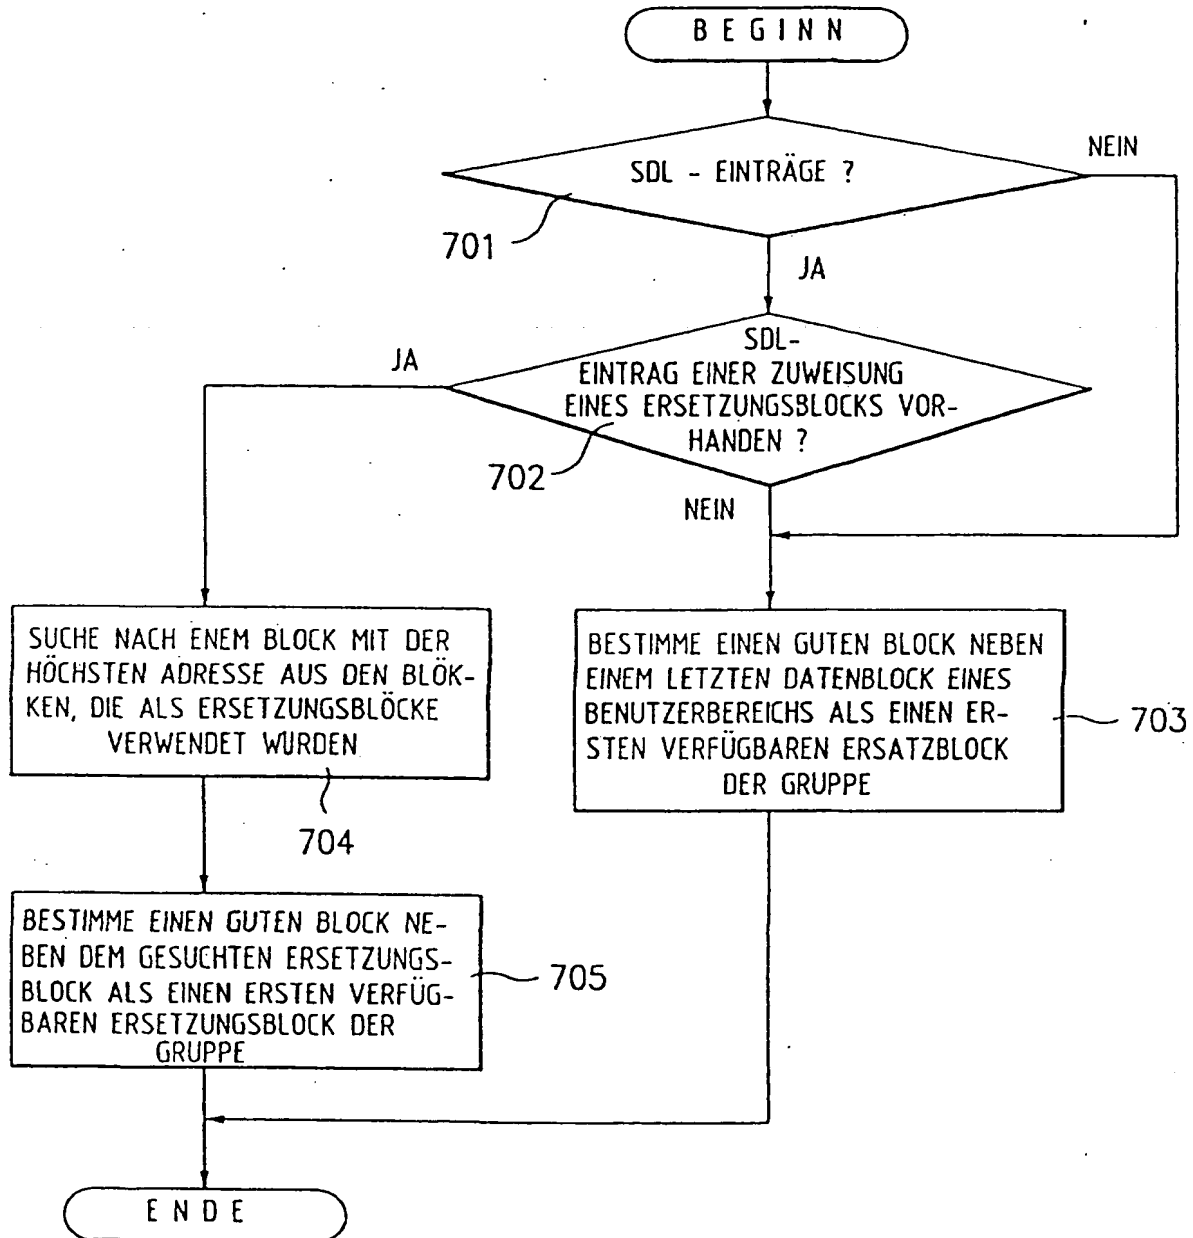 BEGINN
SDL - EINTRÄGE ?
NEIN
701
JA
SDL-
EINTRAG EINER ZUWEISUNG
EINES ERSETZUNGSBLOCKS VOR-
HANDEN ?
JA
702
NEIN
SUCHE NACH ENEM BLOCK MIT DER
HÖCHSTEN ADRESSE AUS DEN BLÖK-
KEN, DIE ALS ERSETZUNGSBLÖCKE
VERWENDET WURDEN
704
BESTIMME EINEN GUTEN BLOCK NEBEN
EINEM LETZTEN DATENBLOCK EINES
BENUTZERBEREICHS ALS EINEN ER-
STEN VERFÜGBAREN ERSATZBLOCK
DER GRUPPE
703
BESTIMME EINEN GUTEN BLOCK NE-
BEN DEM GESUCHTEN ERSETZUNGS-
BLOCK ALS EINEN ERSTEN VERFÜG-
BAREN ERSETZUNGSBLOCK DER
GRUPPE
705
ENDE